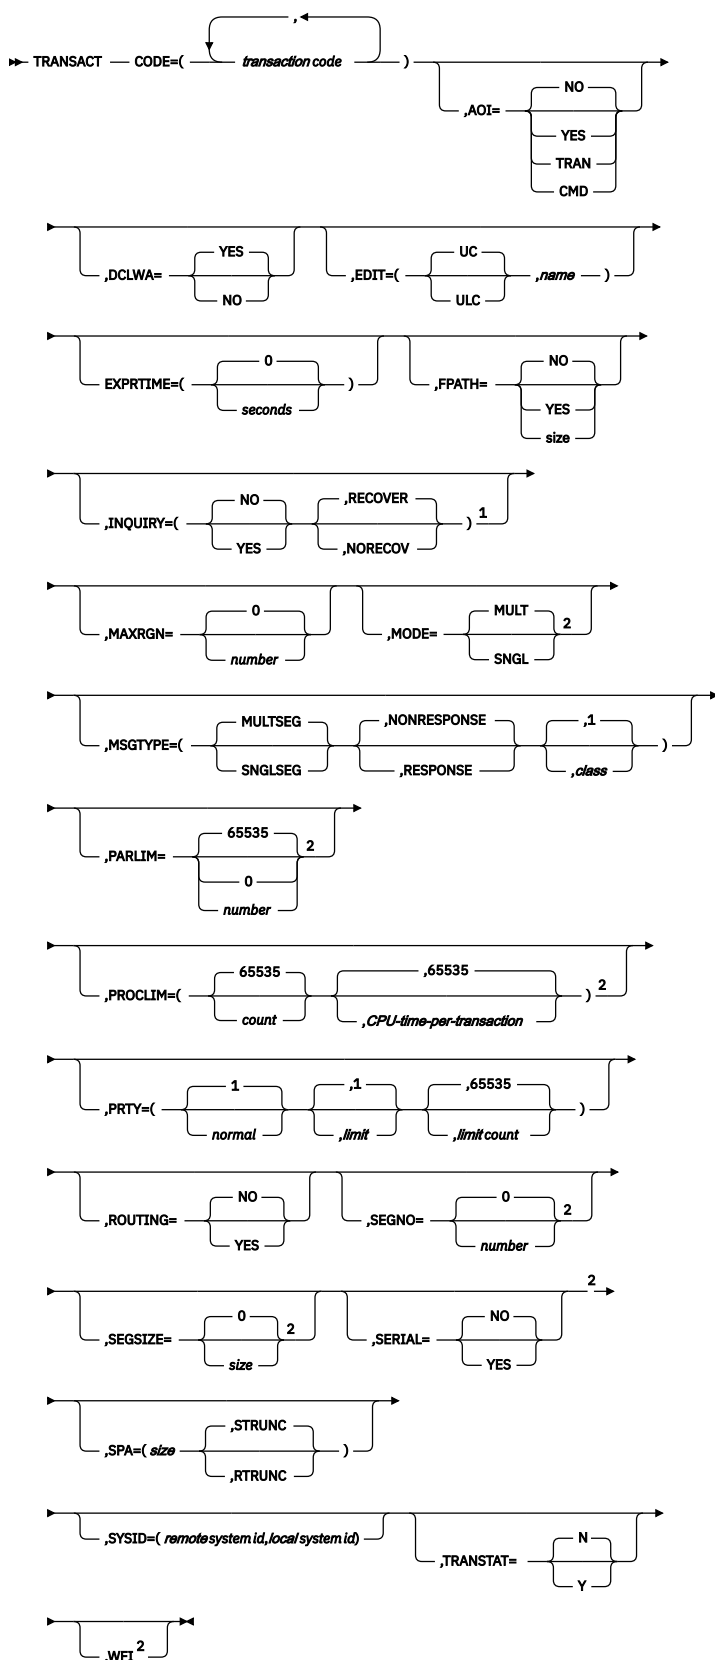 ,
TRANSACT CODE=( transaction code )
,AOI= NO
YES
TRAN
CMD
,DCLWA= YES
NO
,EDIT=( UC
ULC
,name )
EXPRTIME=( 0
seconds
)
,FPATH= NO
YES
size
,INQUIRY=( NO
YES
,RECOVER
,NORECOV
) 1
,MAXRGN= 0
number
,MODE= MULT
SNGL
2
,MSGTYPE=( MULTSEG
SNGLSEG
,NONRESPONSE
,RESPONSE
,1
,class
)
,PARLIM= 65535
0
number
2
,PROCLIM=( 65535
count
,65535
,CPU-time-per-transaction
) 2
,PRTY=( 1
normal
,1
,limit
,65535
,limit count
)
,ROUTING= NO
YES
,SEGNO= 0
number
2
,SEGSIZE= 0
size
2
,SERIAL= NO
YES
2
,SPA=( size ,STRUNC
,RTRUNC
)
,SYSID=( remote system id,local system id)
,TRANSTAT= N
Y
,WFI 2